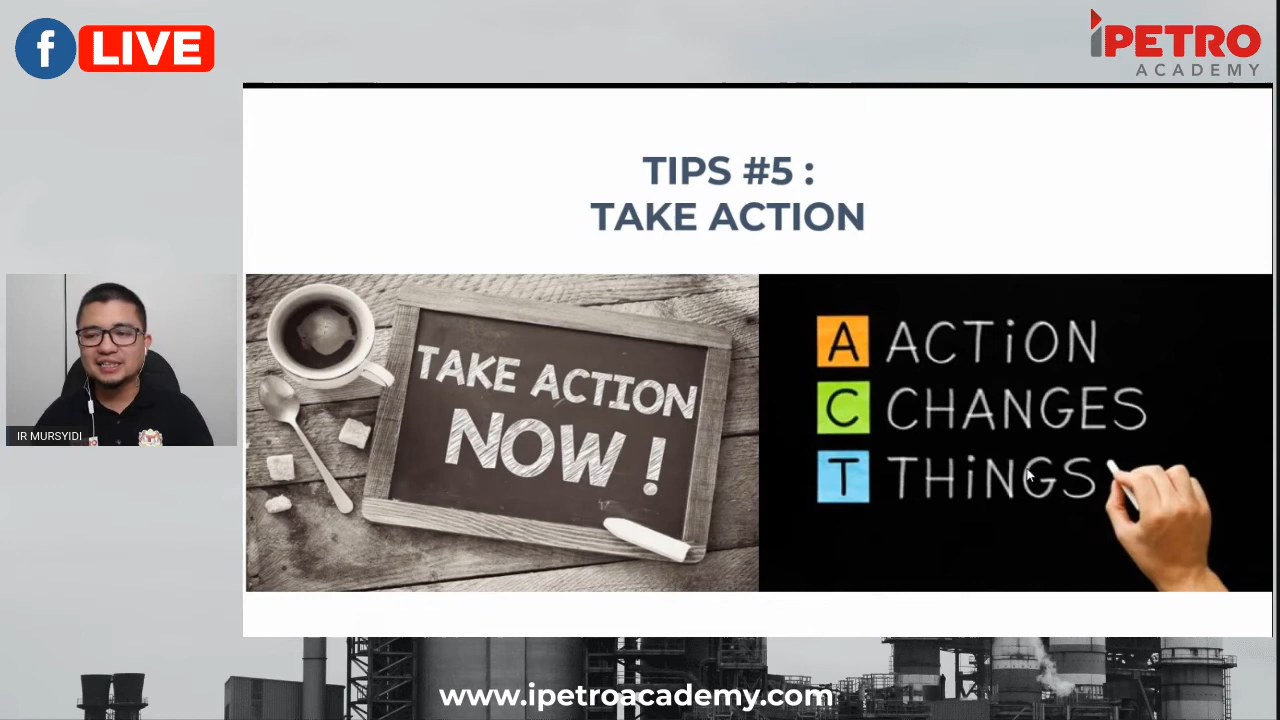 f LIVE
iPETRO
ACADEMY
TIPS #5 :
TAKE ACTION
TAKE ACTION
NOW !
A ACTiON
C CHANGES
T THiNGS
IR MURSYIDI
www.ipetroacademy.com